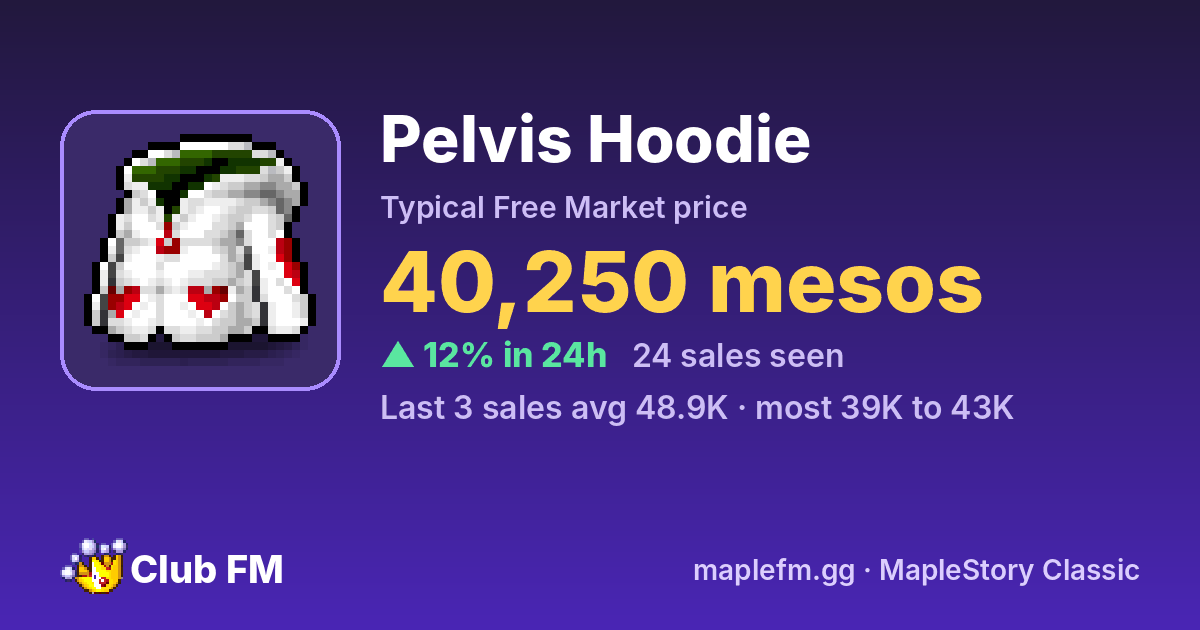 Pelvis Hoodie
Typical Free Market price
40,250 mesos
▲ 12% in 24h 24 sales seen
Last 3 sales avg 48.9K · most 39K to 43K
Club FM
maplefm.gg · MapleStory Classic